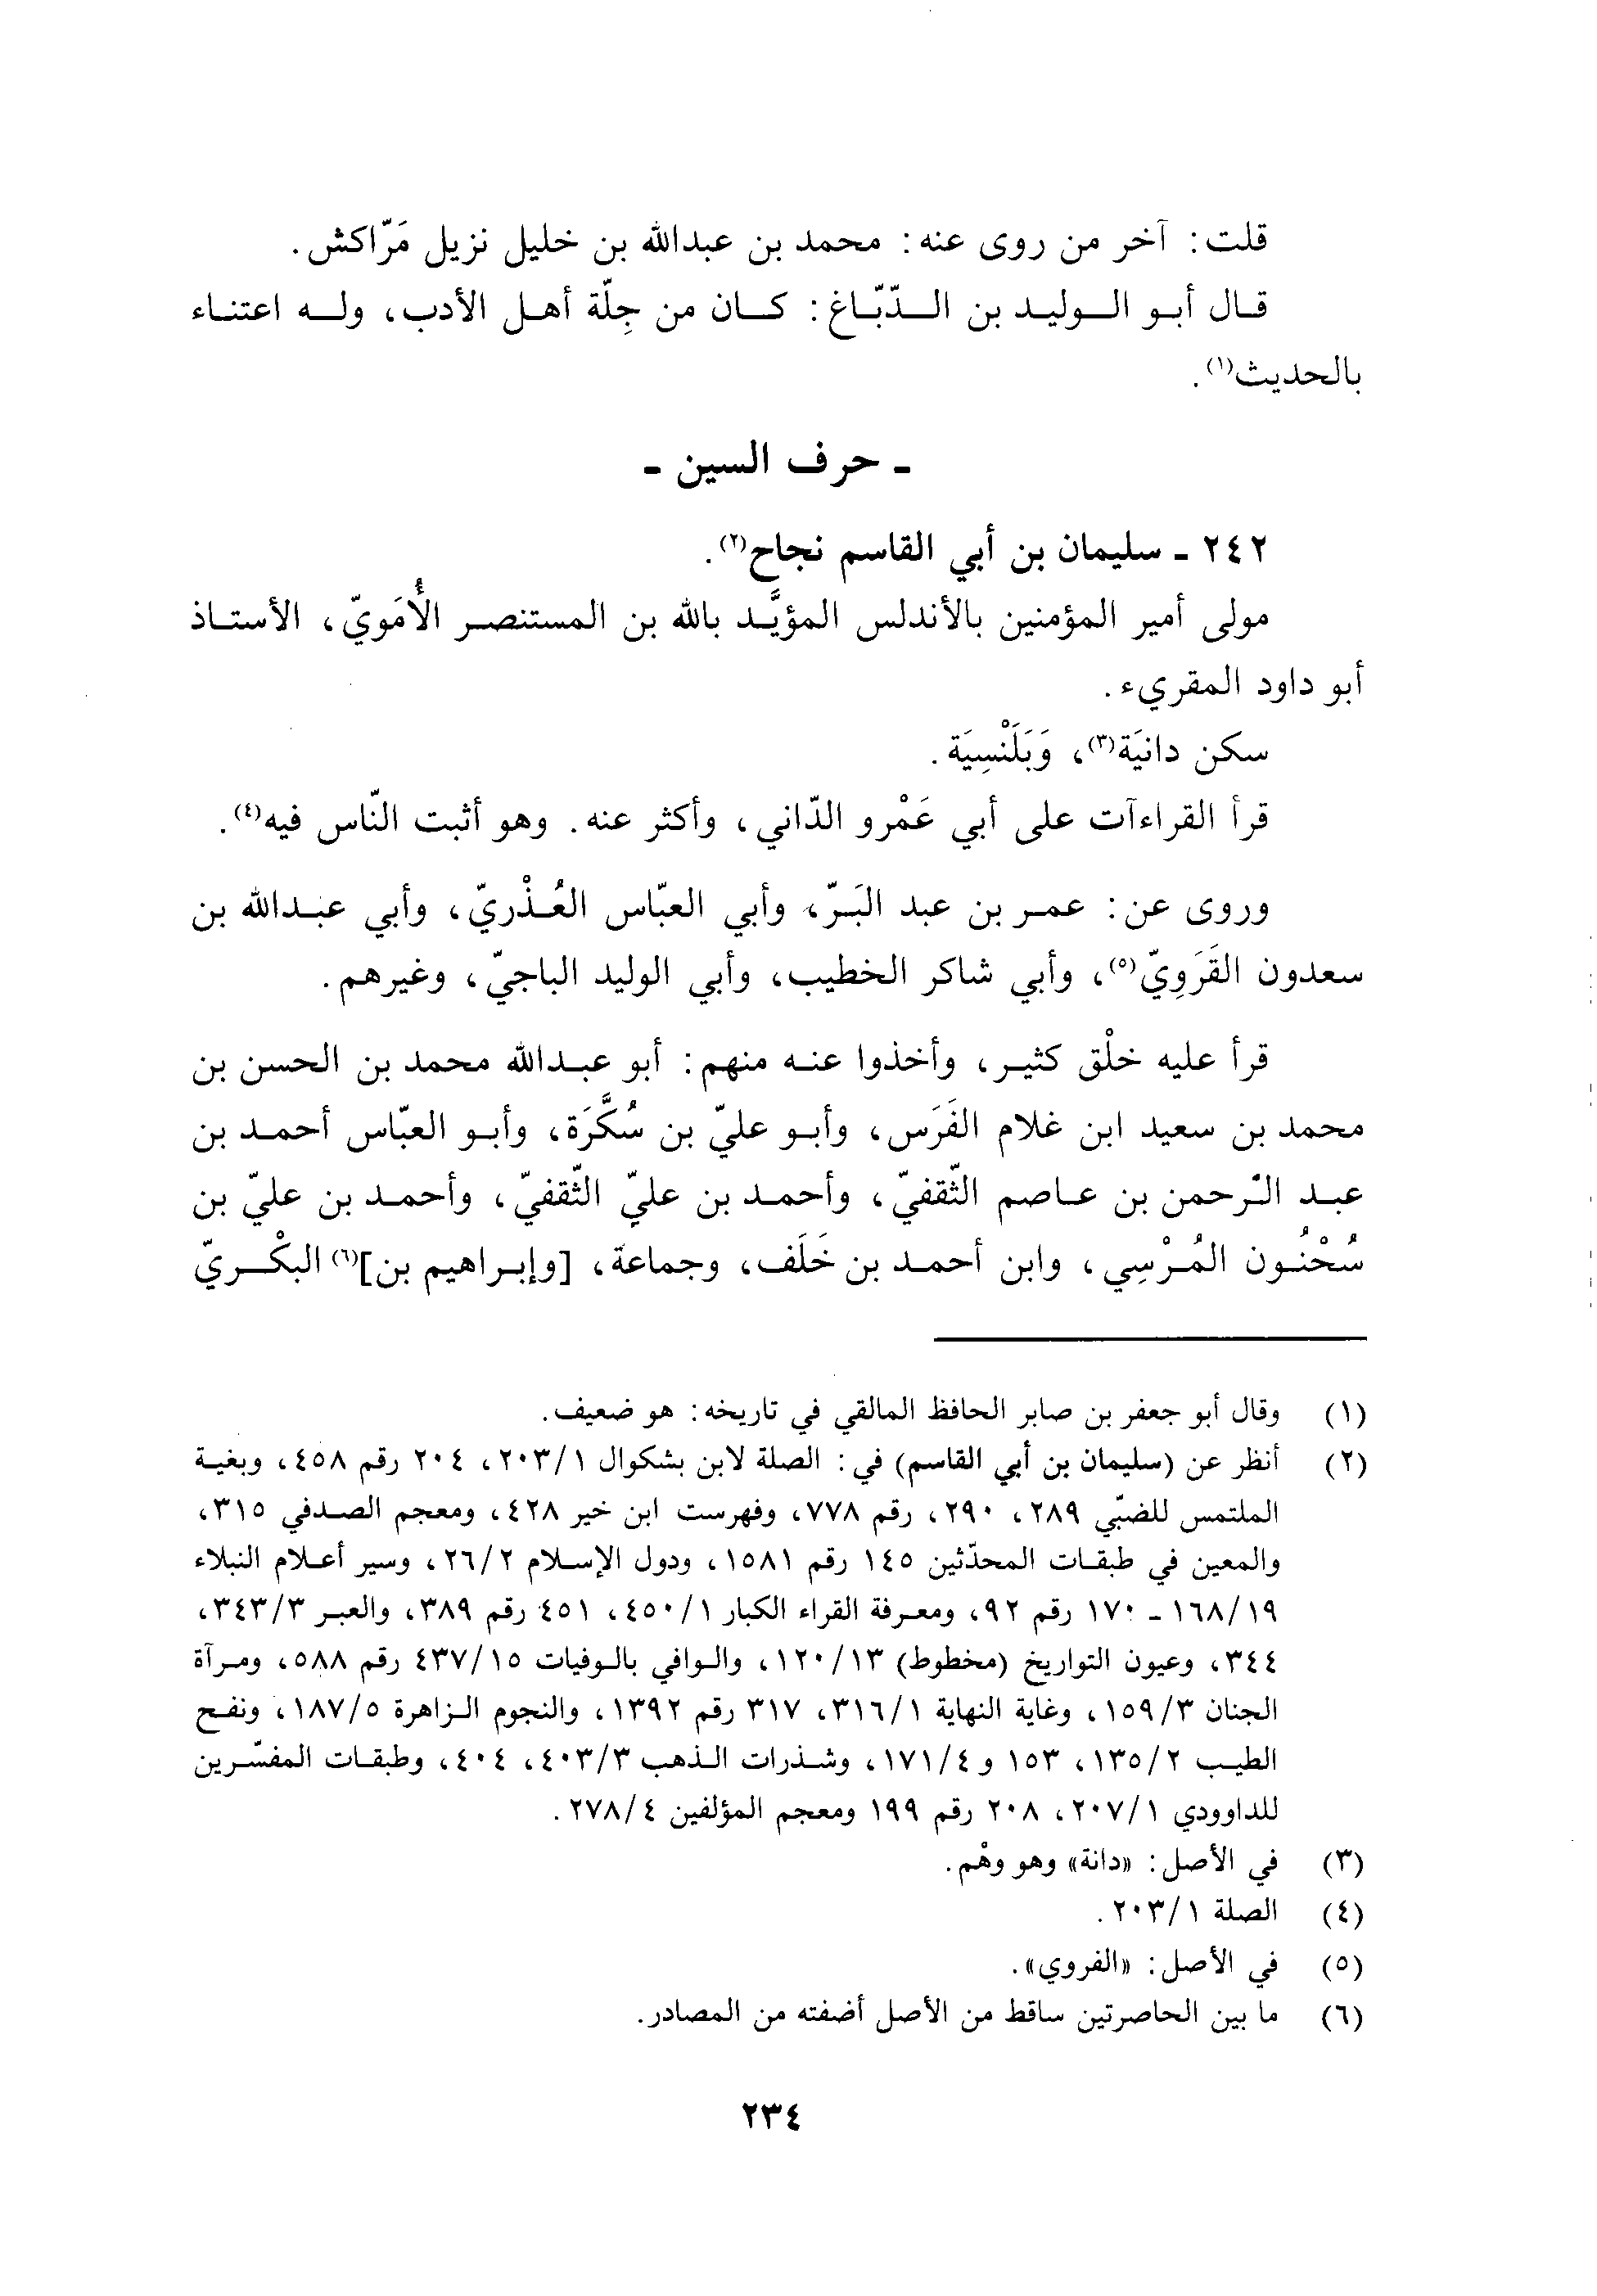 قلت: آخر من روى عنه: محمد بن عبدالله بن خليل نزيل مَرّاكش.
قال أبو الوليد بن الدّبّاغ: كان من جِلّة أهل الأدب، وله اعتناء
بالحديث(١).
ـ حرف السين ـ
٢٤٢ ـ سليمان بن أبي القاسم نجاح(٢).
مولى أمير المؤمنين بالأندلس المؤيَّد بالله بن المستنصر الأُمَويّ، الأستاذ
أبو داود المقريء.
سكن دانيَة(٣)، وَبَلَنْسِيَة.
قرأ القراءآت على أبي عَمْرو الدّاني، وأكثر عنه. وهو أثبت النّاس فيه(٤).
وروى عن: عمر بن عبد البَرّ، وأبي العبّاس العُذْريّ، وأبي عبدالله بن
سعدون القَرَوِيّ(٥)، وأبي شاكر الخطيب، وأبي الوليد الباجيّ، وغيرهم.
قرأ عليه خلْق كثير، وأخذوا عنه منهم: أبو عبدالله محمد بن الحسن بن
محمد بن سعيد ابن غلام الفَرَس، وأبو عليّ بن سُكَّرَة، وأبو العبّاس أحمد بن
عبد الرّحمن بن عاصم الثّقفيّ، وأحمد بن عليّ الثّقفيّ، وأحمد بن عليّ بن
سُحْنُون المُرْسِي، وابن أحمد بن خَلَف، وجماعة، [وإبراهيم بن](٦) البكْريّ
(١) وقال أبو جعفر بن صابر الحافظ المالقي في تاريخه: هو ضعيف.
(٢) أنظر عن (سليمان بن أبي القاسم) في: الصلة لابن بشكوال ٢٠٣/١، ٢٠٤ رقم ٤٥٨، وبغية
الملتمس للضبّي ٢٨٩، ٢٩٠، رقم ٧٧٨، وفهرست ابن خير ٤٢٨، ومعجم الصدفي ٣١٥،
والمعين في طبقات المحدّثين ١٤٥ رقم ١٥٨١، ودول الإسلام ٢٦/٢، وسير أعلام النبلاء
١٦٨/١٩ ـ ١٧٠ رقم ٩٢، ومعرفة القراء الكبار ٤٥٠/١، ٤٥١ رقم ٣٨٩، والعبر ٣٤٣/٣،
٣٤٤، وعيون التواريخ (مخطوط) ١٢٠/١٣، والوافي بالوفيات ٤٣٧/١٥ رقم ٥٨٨، ومرآة
الجنان ١٥٩/٣، وغاية النهاية ٣١٦/١، ٣١٧ رقم ١٣٩٢، والنجوم الزاهرة ١٨٧/٥، ونفح
الطيب ١٣٥/٢، ١٥٣ و١٧١/٤، وشذرات الذهب ٤٠٣/٣، ٤٠٤، وطبقات المفسّرين
للداوودي ٢٠٧/١، ٢٠٨ رقم ١٩٩ ومعجم المؤلفين ٢٧٨/٤.
(٣) في الأصل: «دانة» وهو وهْم.
(٤) الصلة ٢٠٣/١.
(٥) في الأصل: «الفروي».
(٦) ما بين الحاصرتين ساقط من الأصل أضفته من المصادر.
٢٣٤